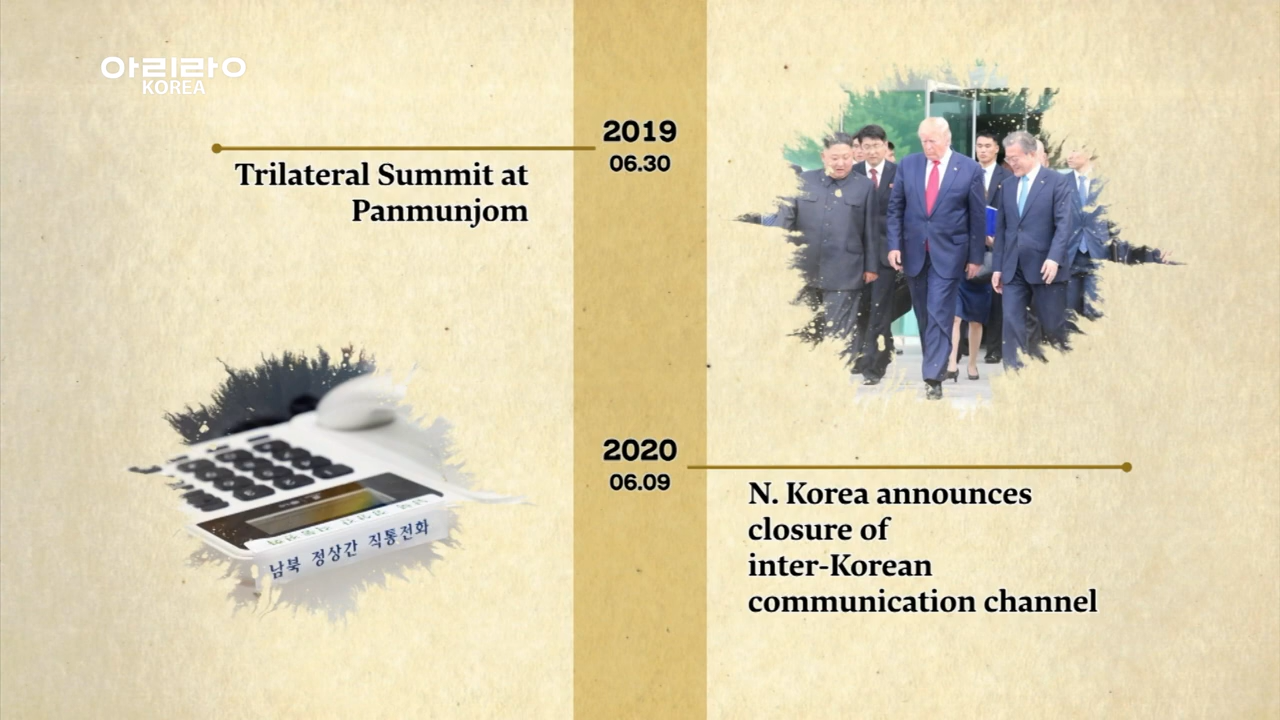 아리랑
KOREA
2019
06.30
Trilateral Summit at
Panmunjom
2020
06.09
N. Korea announces
closure of
inter-Korean
communication channel
남북 정상간 직통전화